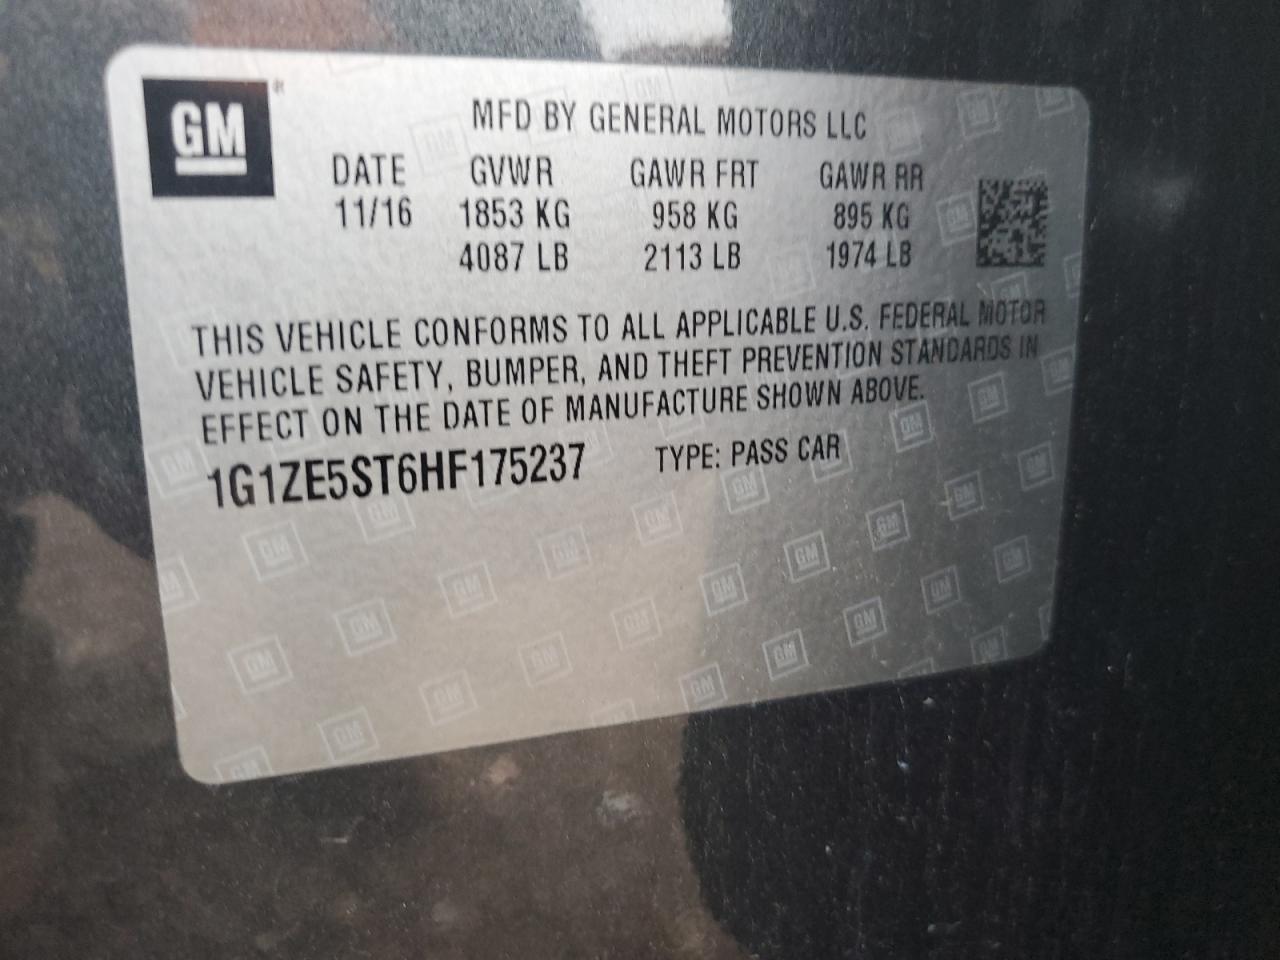 GM
MFD BY GENERAL MOTORS LLC
DATE GVWR GAWR FRT GAWR RR
11/16 1853 KG 958 KG 895 KG
4087 LB 2113 LB 1974 LB
THIS VEHICLE CONFORMS TO ALL APPLICABLE U.S. FEDERAL MOTOR
VEHICLE SAFETY, BUMPER, AND THEFT PREVENTION STANDARDS IN
EFFECT ON THE DATE OF MANUFACTURE SHOWN ABOVE.
1G1ZE5ST6HF175237 TYPE: PASS CAR